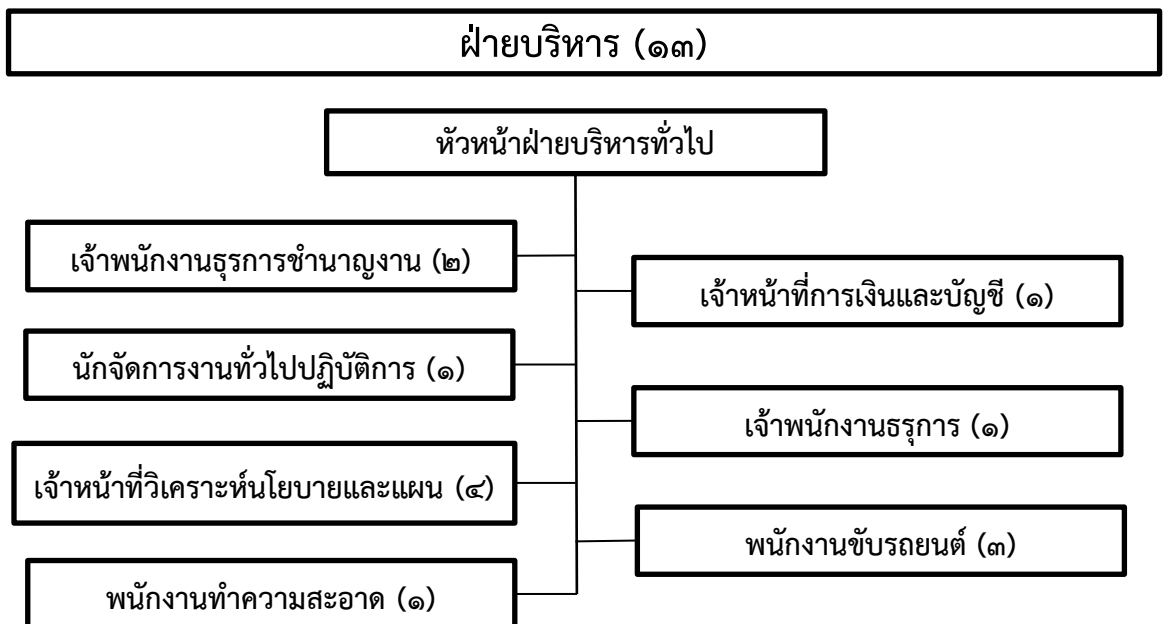 ฝ่ายบริหาร (๑๓)
หัวหน้าฝ่ายบริหารทั่วไป
เจ้าพนักงานธุรการชำนาญงาน (๒)
เจ้าหน้าที่การเงินและบัญชี (๑)
นักจัดการงานทั่วไปปฏิบัติการ (๑)
เจ้าพนักงานธรุการ (๑)
เจ้าหน้าที่วิเคราะห์นโยบายและแผน (๔)
พนักงานขับรถยนต์ (๓)
พนักงานทำความสะอาด (๑)